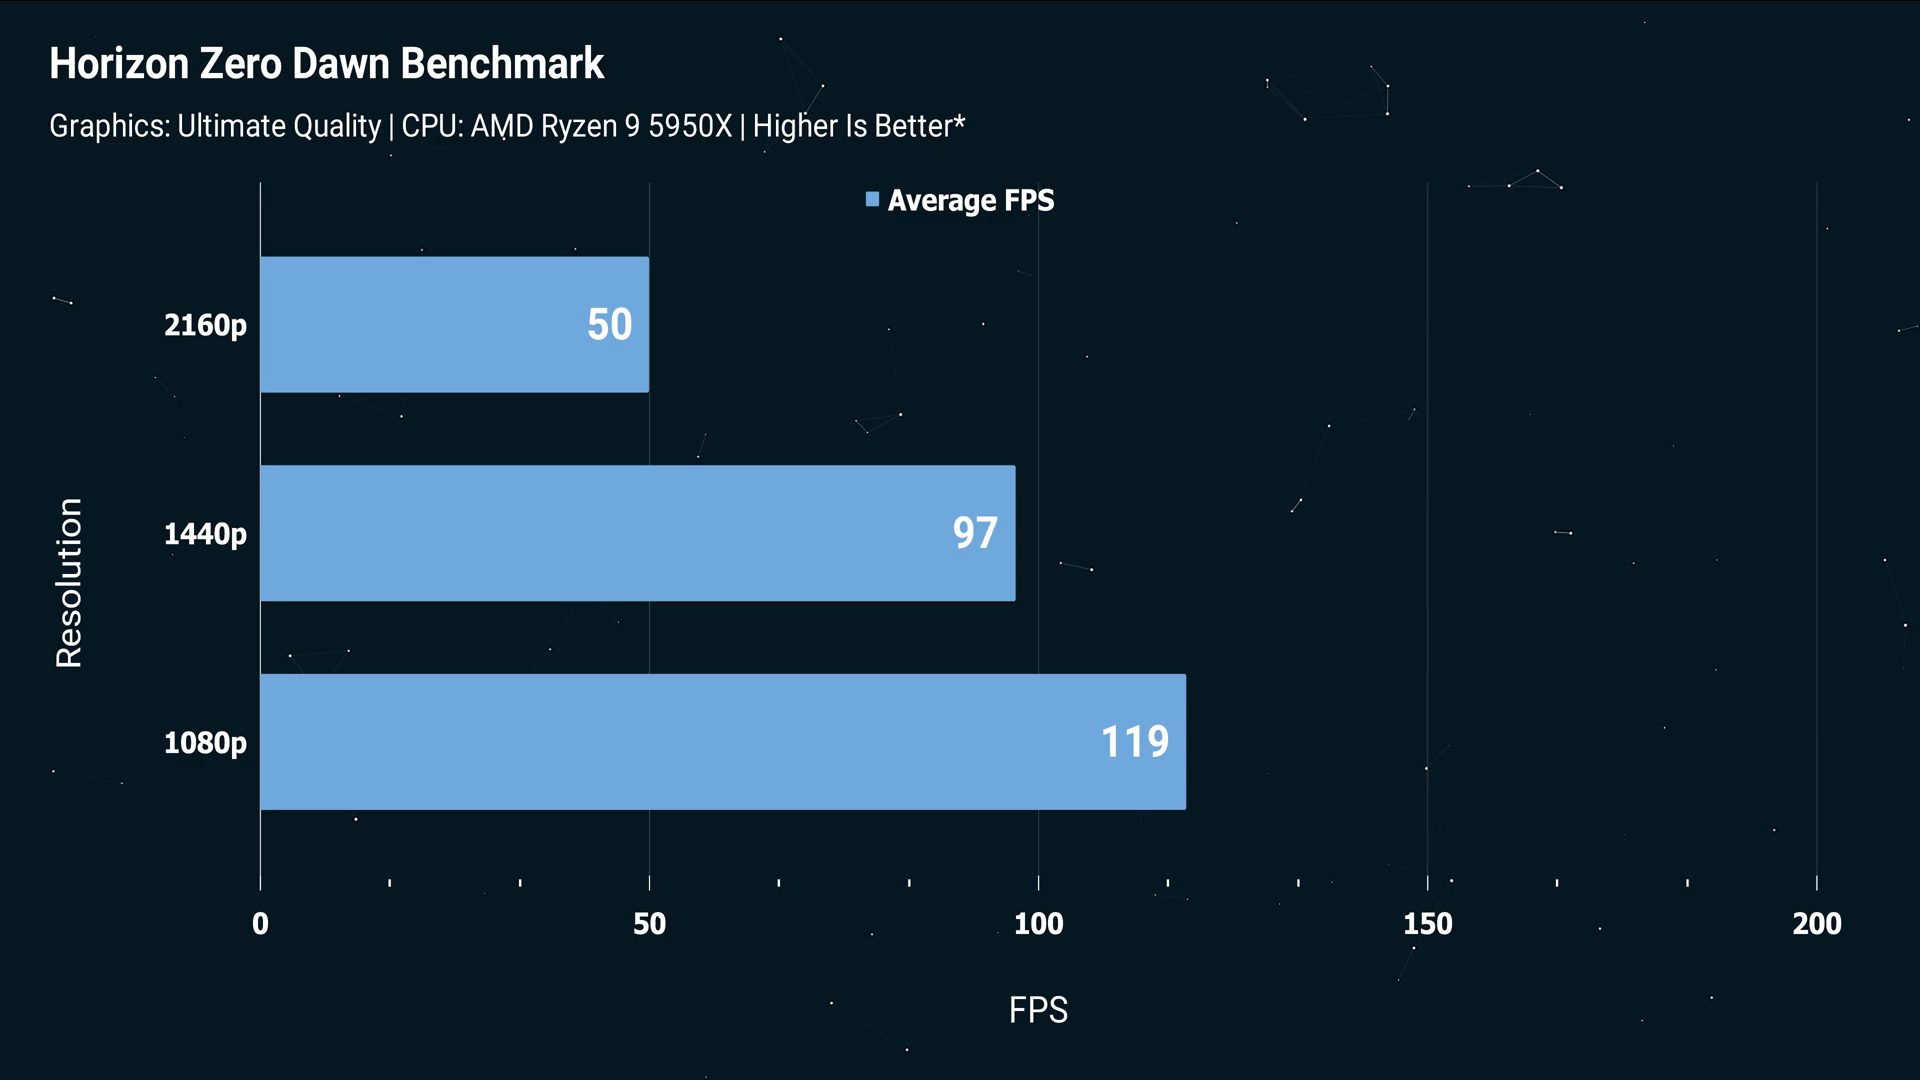 Horizon Zero Dawn Benchmark
Graphics: Ultimate Quality | CPU: AMD Ryzen 9 5950X | Higher Is Better*
Average FPS
2160p
50
1440p
97
1080p
119
Resolution
0 50 100 150 200
FPS